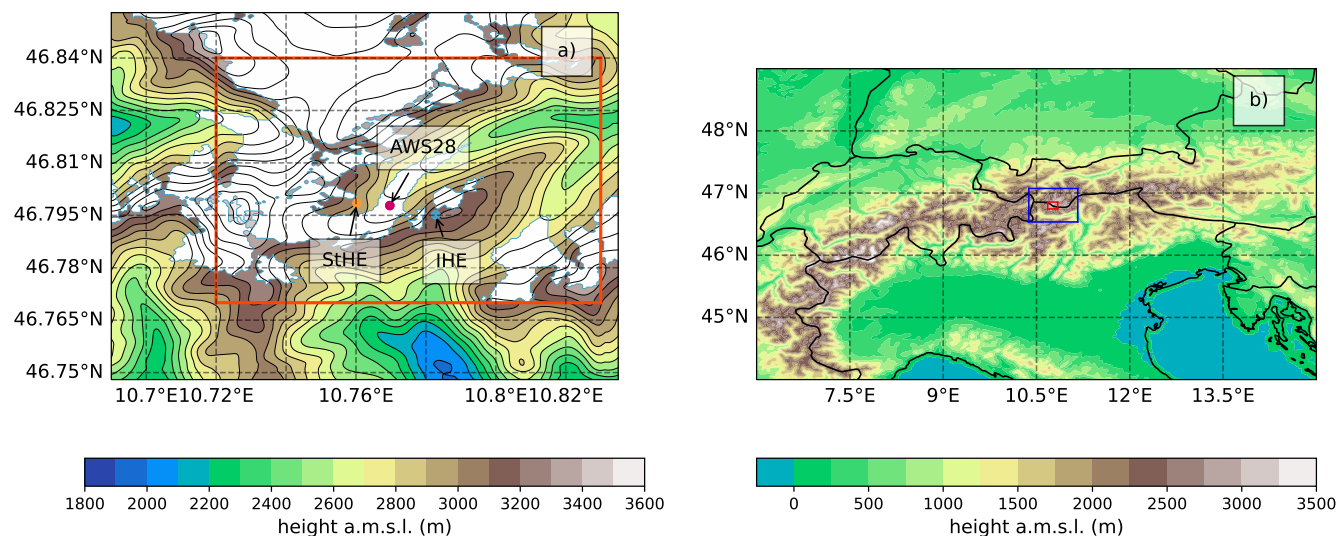 a)
46.84°N
46.825°N
46.81°N
46.795°N
46.78°N
46.765°N
46.75°N
AWS28
StHE
IHE
10.7°E
10.72°E
10.76°E
10.8°E
10.82°E
1800 2000 2200 2400 2600 2800 3000 3200 3400 3600
height a.m.s.l. (m)
b)
48°N
47°N
46°N
45°N
7.5°E 9°E 10.5°E 12°E 13.5°E
0 500 1000 1500 2000 2500 3000 3500
height a.m.s.l. (m)